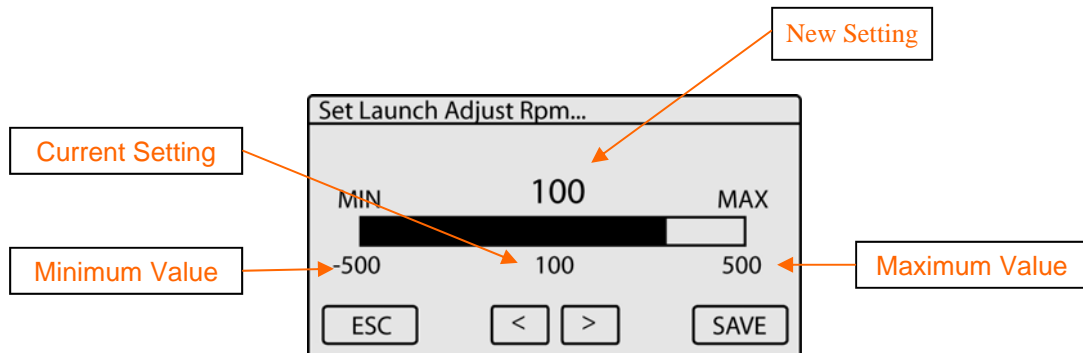 New Setting
Set Launch Adjust Rpm...
Current Setting
100
MIN
MAX
Minimum Value
-500
100
500
Maximum Value
ESC
<
>
SAVE